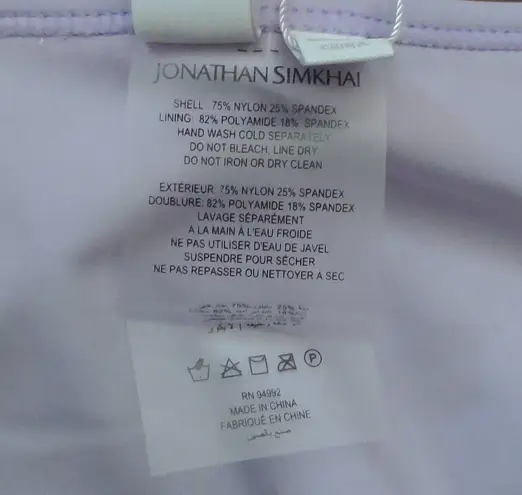 CHINA
JONATHAN SIMKHAI
SHELL: 75% NYLON 25% SPANDEX
LINING: 82% POLYAMIDE 18% SPANDEX
HAND WASH COLD SEPARATELY
DO NOT BLEACH, LINE DRY
DO NOT IRON OR DRY CLEAN
EXTÉRIEUR: 75% NYLON 25% SPANDEX
DOUBLURE: 82% POLYAMIDE 18% SPANDEX
LAVAGE SÉPARÉMENT
A LA MAIN À L'EAU FROIDE
NE PAS UTILISER D'EAU DE JAVEL
SUSPENDRE POUR SÉCHER
NE PAS REPASSER OU NETTOYER À SEC
P
RN 94992
MADE IN CHINA
FABRIQUÉ EN CHINE